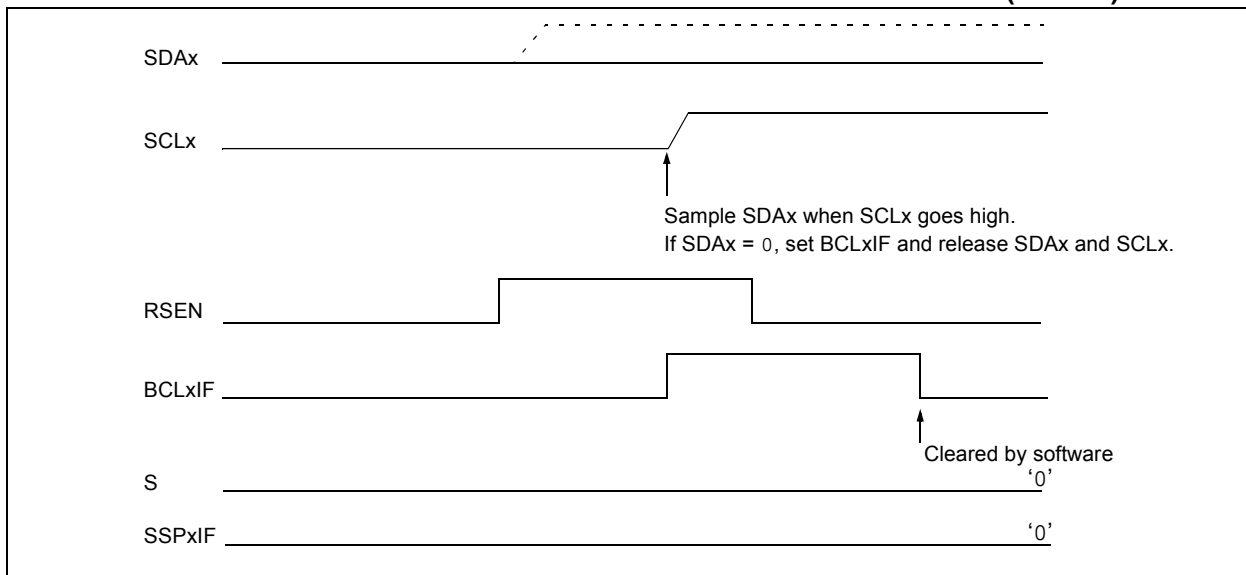 SDAx
SCLx
Sample SDAx when SCLx goes high.
If SDAx = 0, set BCLxIF and release SDAx and SCLx.
RSEN
BCLxIF
Cleared by software
S
‘0’
SSPxIF
‘0’